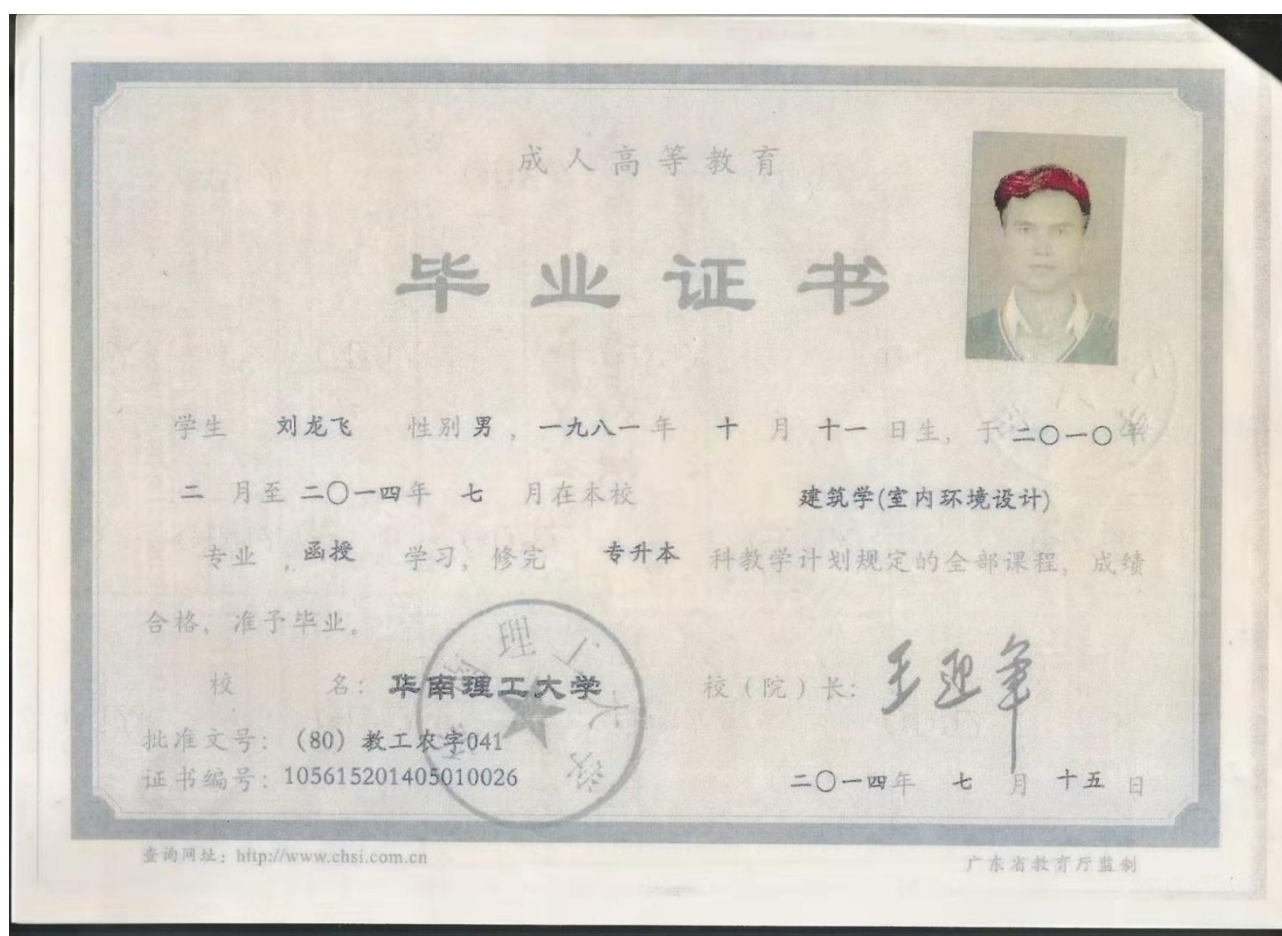 成人高等教育
毕业证书
学生 刘龙飞 性别 男，一九八一年 十 月 十一 日生，于 二〇一〇年
二 月至 二〇一四年 七 月在本校 建筑学(室内环境设计)
专业，函授 学习，修完 专升本 科教学计划规定的全部课程，成绩
合格，准予毕业。
校 名：华南理工大学 校（院）长：王迎军
批准文号：（80）教工农字041
证书编号：105615201405010026 二〇一四年 七 月 十五 日
查询网址：http://www.chsi.com.cn 广东省教育厅监制